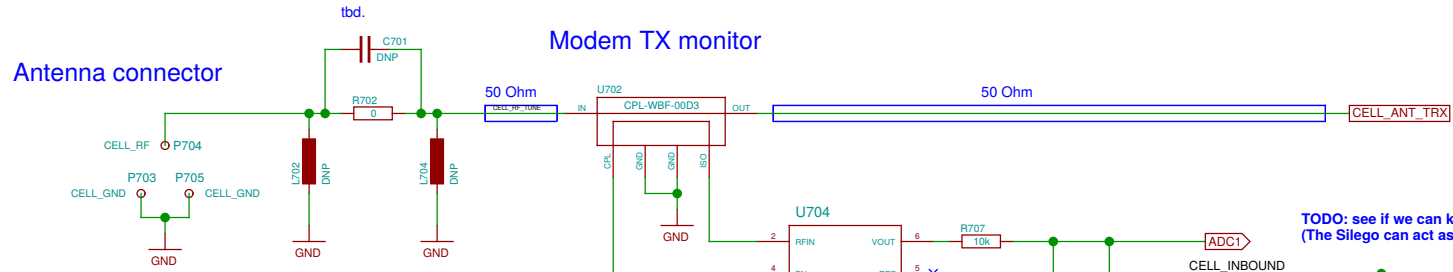 tbd.
C701
DNP
Modem TX monitor
Antenna connector
R702
0
50 Ohm
CELL_RF_TUNE
IN
U702
CPL-WBF-00D3
OUT
50 Ohm
CELL_ANT_TRX
CELL_RF
P704
L702
DNP
L704
DNP
CPL
GND
GND
ISO
P703
P705
CELL_GND
CELL_GND
GND
GND
GND
U704
2
RFIN
VOUT
6
R707
10k
ADC1
TODO: see if we can k
(The Silego can act as
4
5
CELL_INBOUND